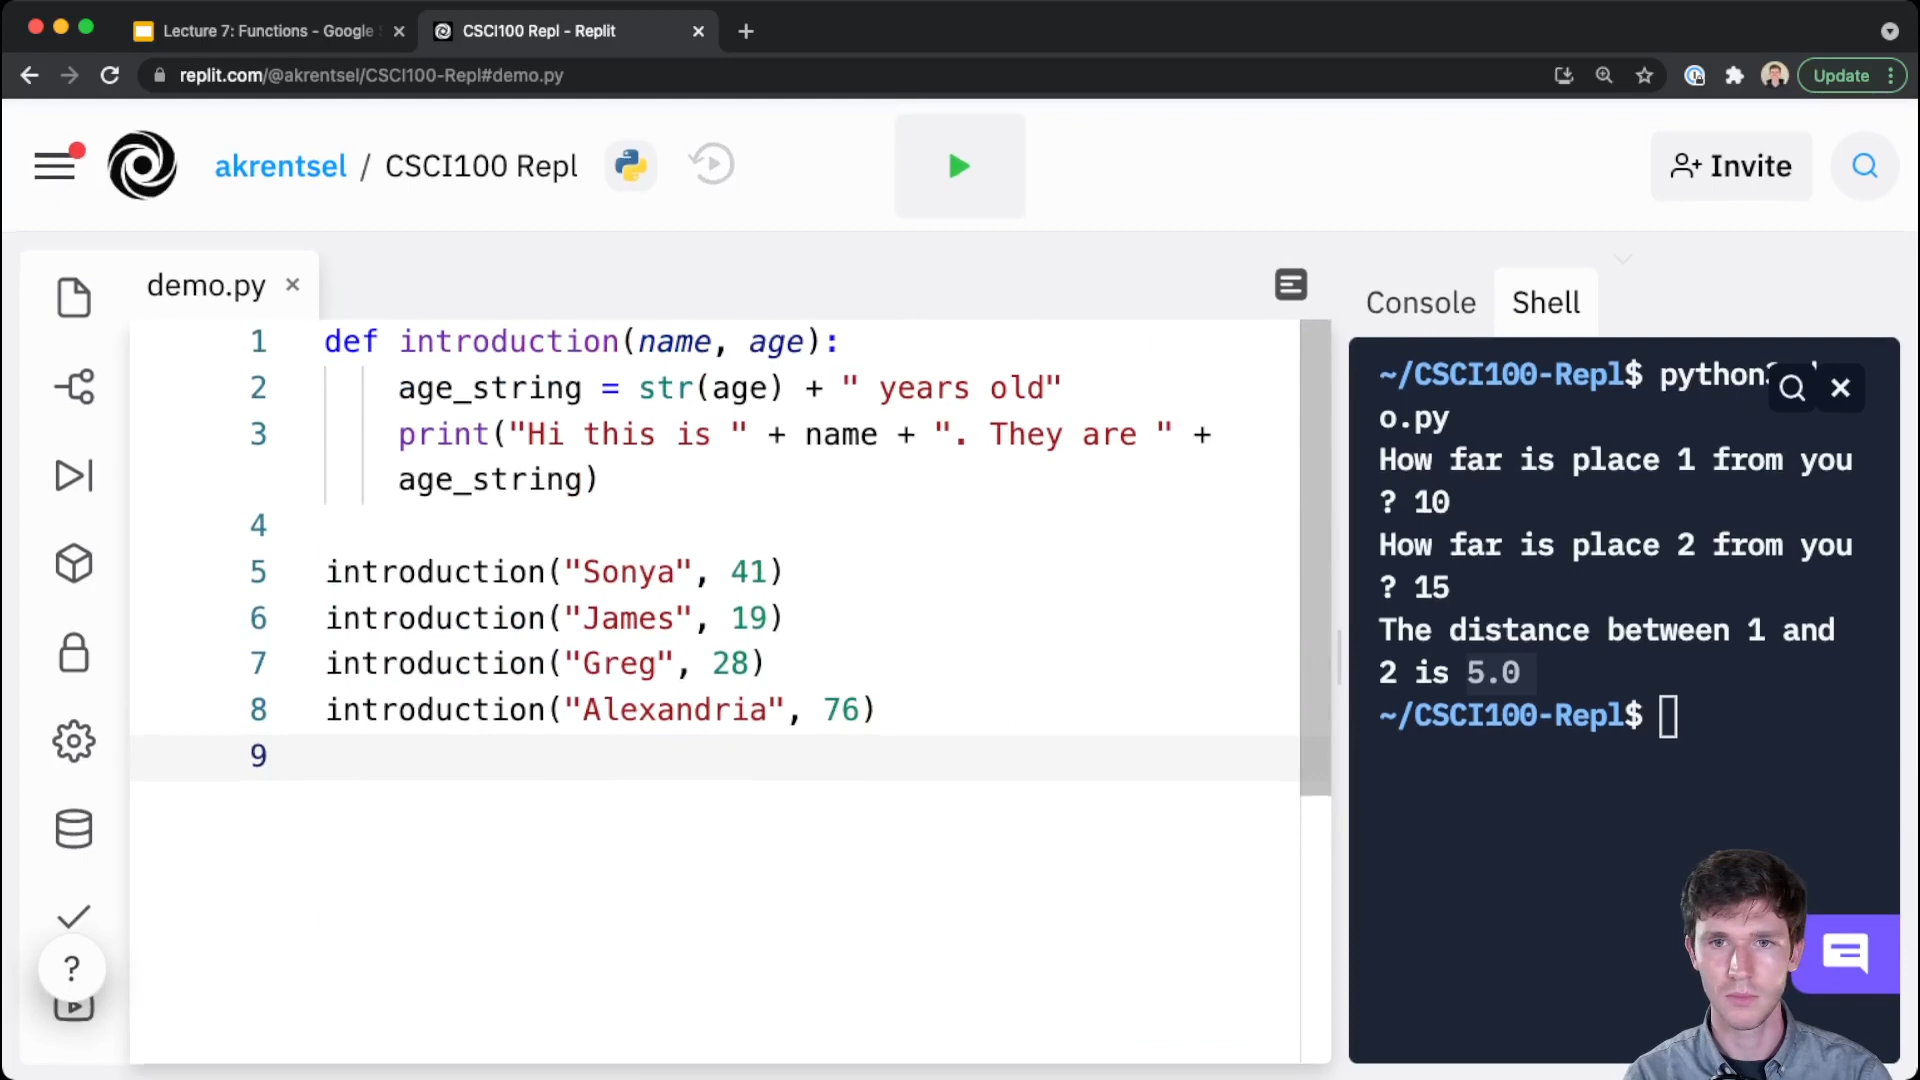 Lecture 7: Functions - Google
CSCI100 Repl - Replit
replit.com/@akrentsel/CSCI100-Repl#demo.py
Update
akrentsel / CSCI100 Repl
Invite
demo.py
1 def introduction(name, age):
2 age_string = str(age) + " years old"
3 print("Hi this is " + name + ". They are " +
age_string)
4
5 introduction("Sonya", 41)
6 introduction("James", 19)
7 introduction("Greg", 28)
8 introduction("Alexandria", 76)
9
?
Console
Shell
~/CSCI100-Repl$ python
o.py
How far is place 1 from you
? 10
How far is place 2 from you
? 15
The distance between 1 and
2 is 5.0
~/CSCI100-Repl$